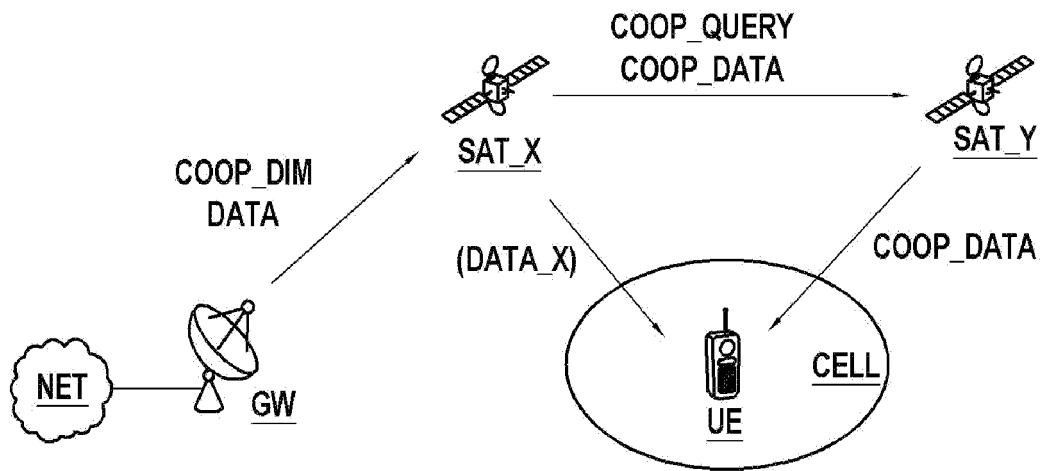 COOP_QUERY
COOP_DATA
SAT_X
SAT_Y
COOP_DIM
DATA
(DATA_X)
COOP_DATA
NET
GW
CELL
UE